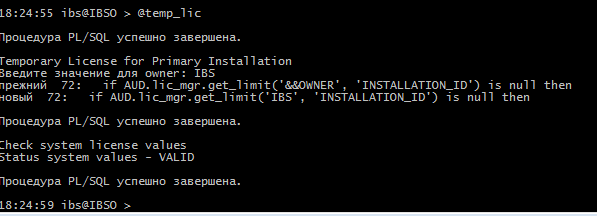 18:24:55 ibs@IBSO > @temp_lic
Процедура PL/SQL успешно завершена.
Temporary License for Primary Installation
Введите значение для owner: IBS
прежний  72:   if AUD.lic_mgr.get_limit('&&OWNER', 'INSTALLATION_ID') is null then
новый  72:   if AUD.lic_mgr.get_limit('IBS', 'INSTALLATION_ID') is null then
Процедура PL/SQL успешно завершена.
Check system license values
Status system values - VALID
Процедура PL/SQL успешно завершена.
18:24:59 ibs@IBSO >